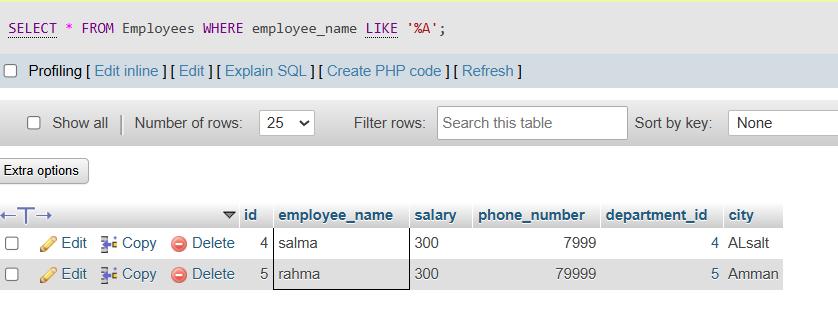 SELECT * FROM Employees WHERE employee_name LIKE '%A';
Profiling [ Edit inline ] [ Edit ] [ Explain SQL ] [ Create PHP code ] [ Refresh ]
Show all | Number of rows: 25 Filter rows: Search this table Sort by key: None
Extra options
←T→ id employee_name salary phone_number department_id city
Edit Copy Delete 4 salma 300 7999 4 ALsalt
Edit Copy Delete 5 rahma 300 79999 5 Amman